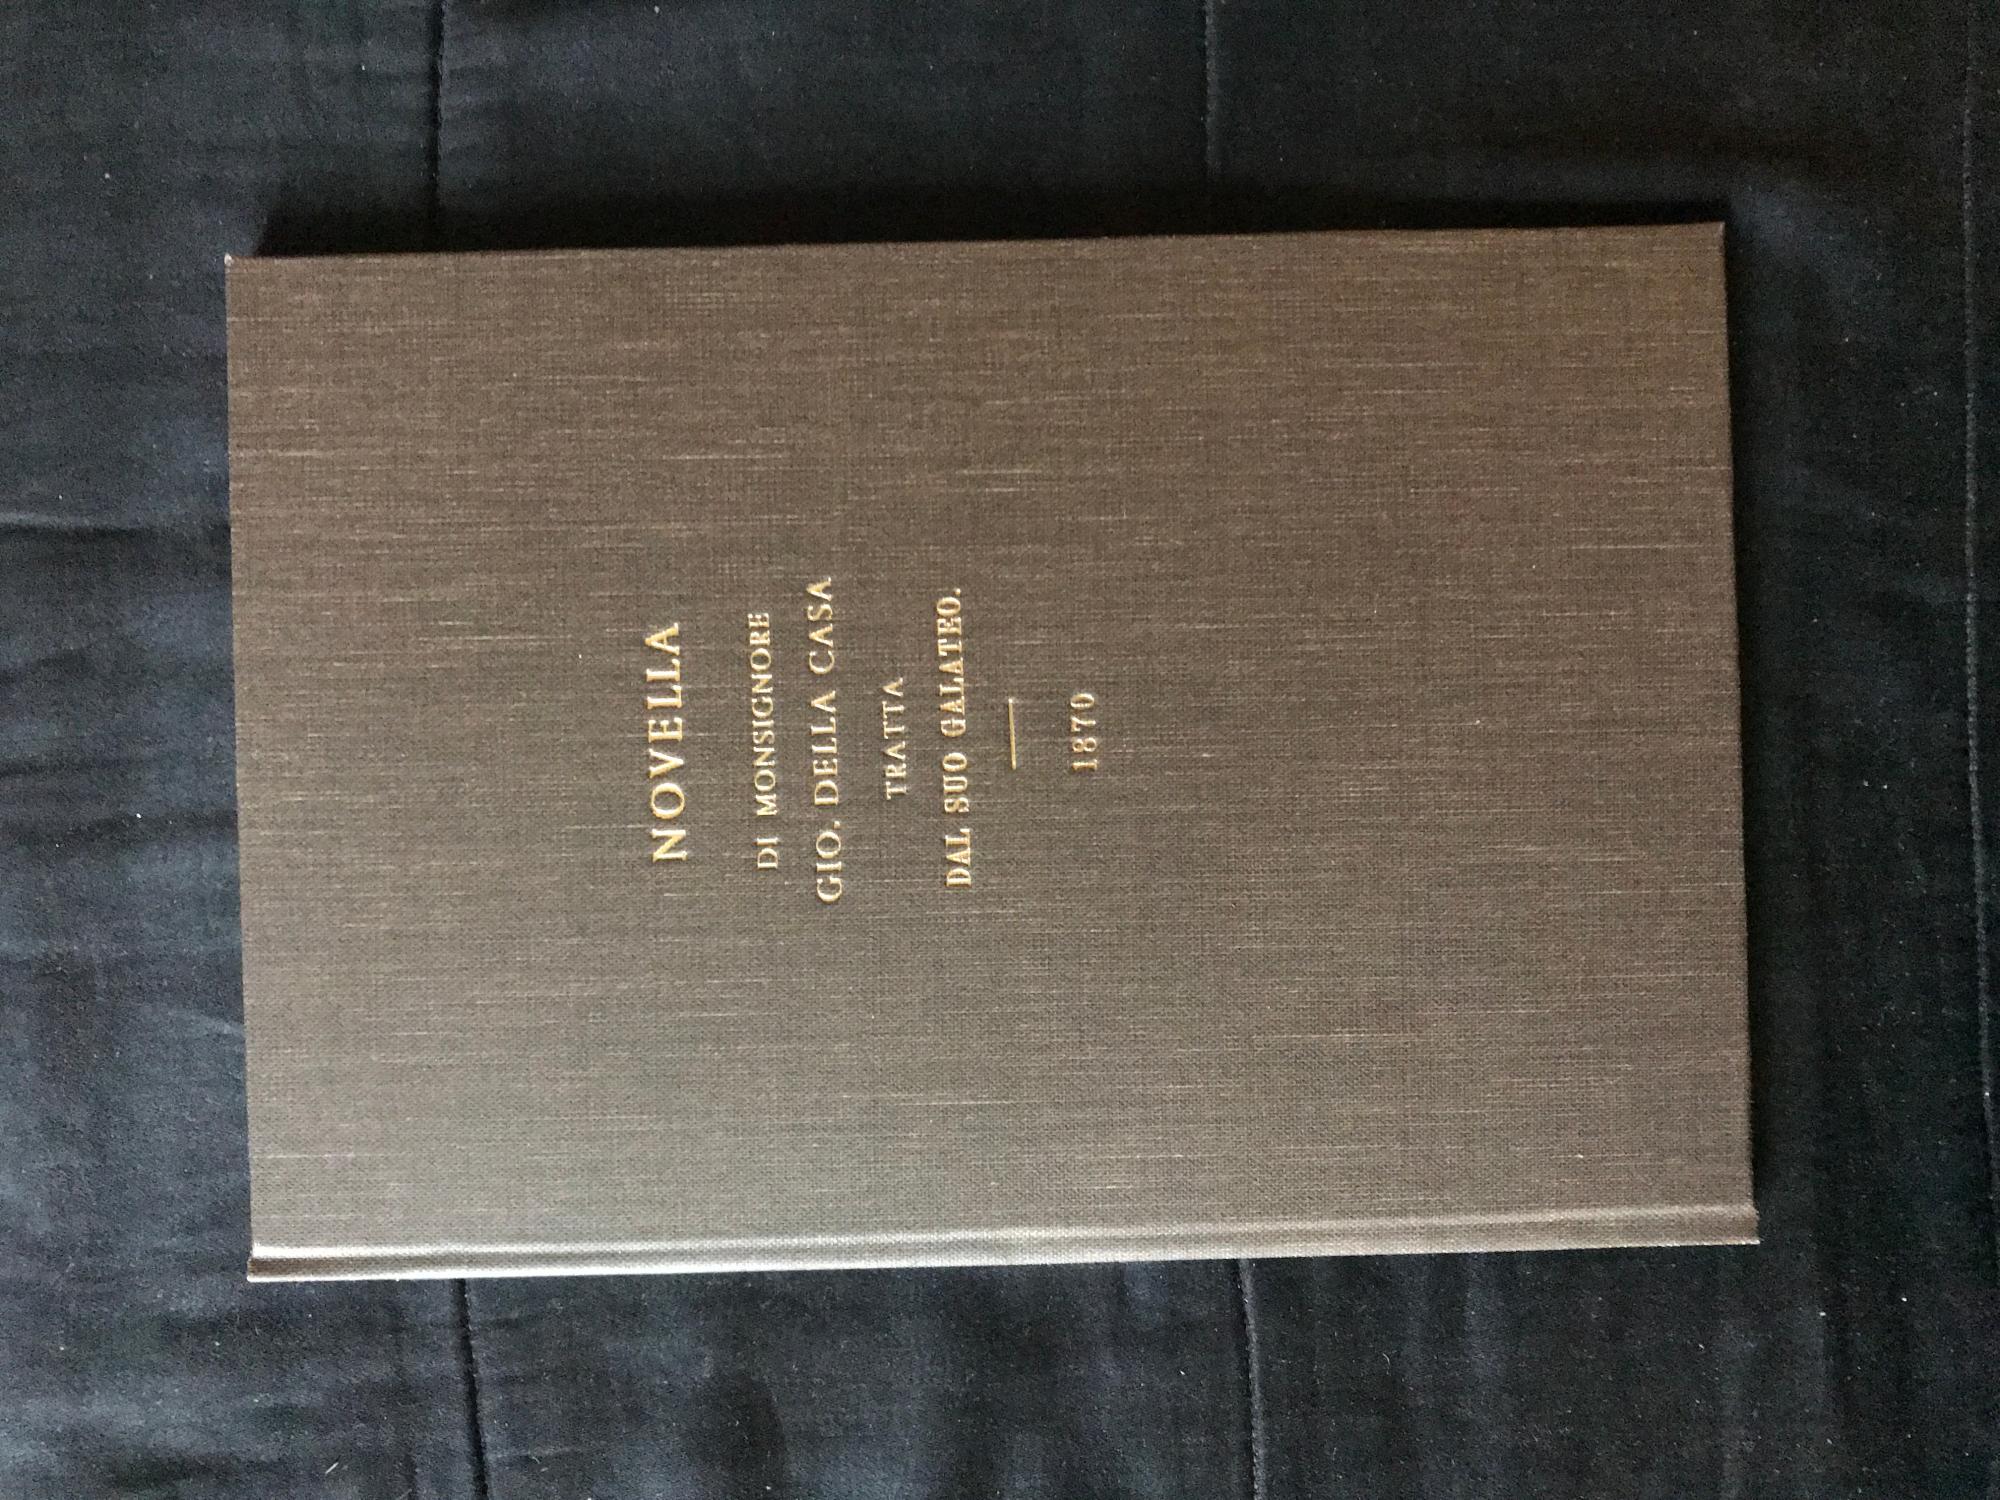 NOVELLA
DI MONSIGNORE
GIO. DELLA CASA
TRATTA
DAL SUO GALATEO.
1870